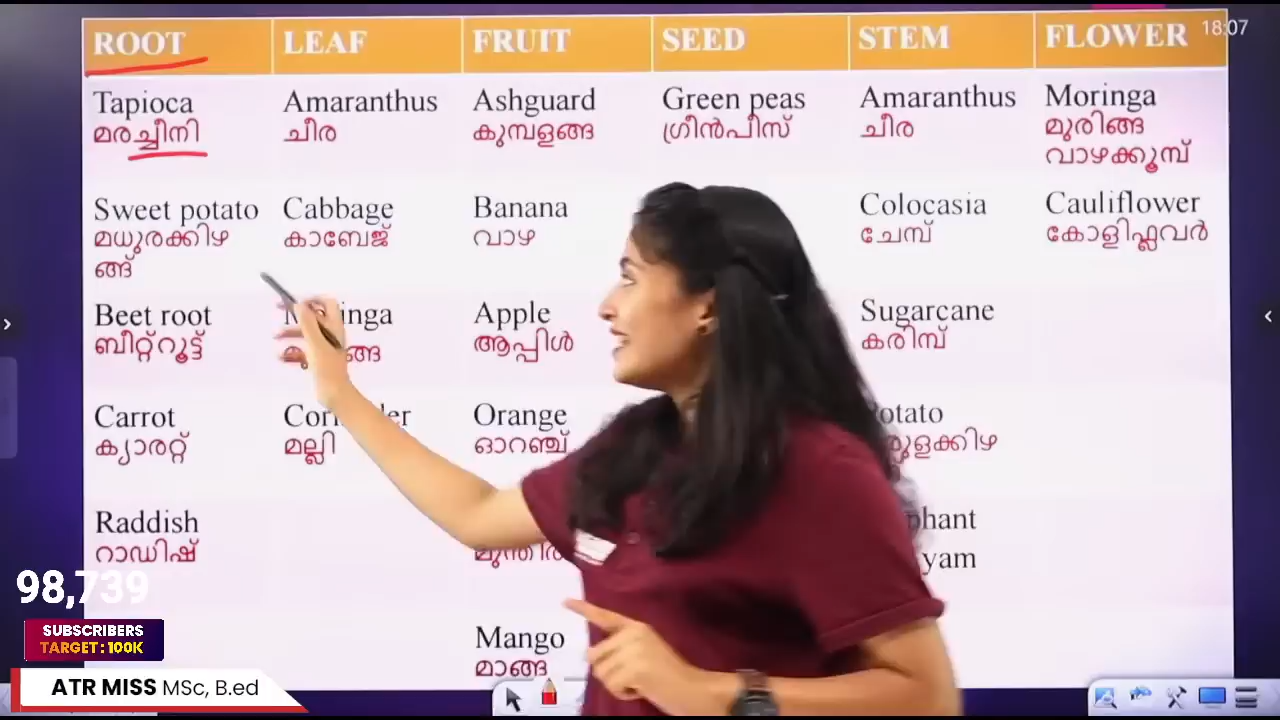 ROOT LEAF FRUIT SEED STEM FLOWER
18:07
Tapioca Amaranthus Ashguard Green peas Amaranthus Moringa
മരച്ചീനി ചീര കുമ്പളങ്ങ ഗ്രീൻപീസ് ചീര മുരിങ്ങ
വാഴക്കൂമ്പ്
Sweet potato Cabbage Banana Colocasia Cauliflower
മധുരക്കിഴ കാബേജ് വാഴ ചേമ്പ് കോളിഫ്ലവർ
ങ്ങ്
Beet root Apple Sugarcane
ബീറ്റ്റൂട്ട് ആപ്പിൾ കരിമ്പ്
Carrot Orange
ക്യാരറ്റ് മല്ലി ഓറഞ്ച്
Raddish
റാഡിഷ്
Mango
മാങ്ങ
98,739
SUBSCRIBERS
TARGET : 100K
ATR MISS MSc, B.ed